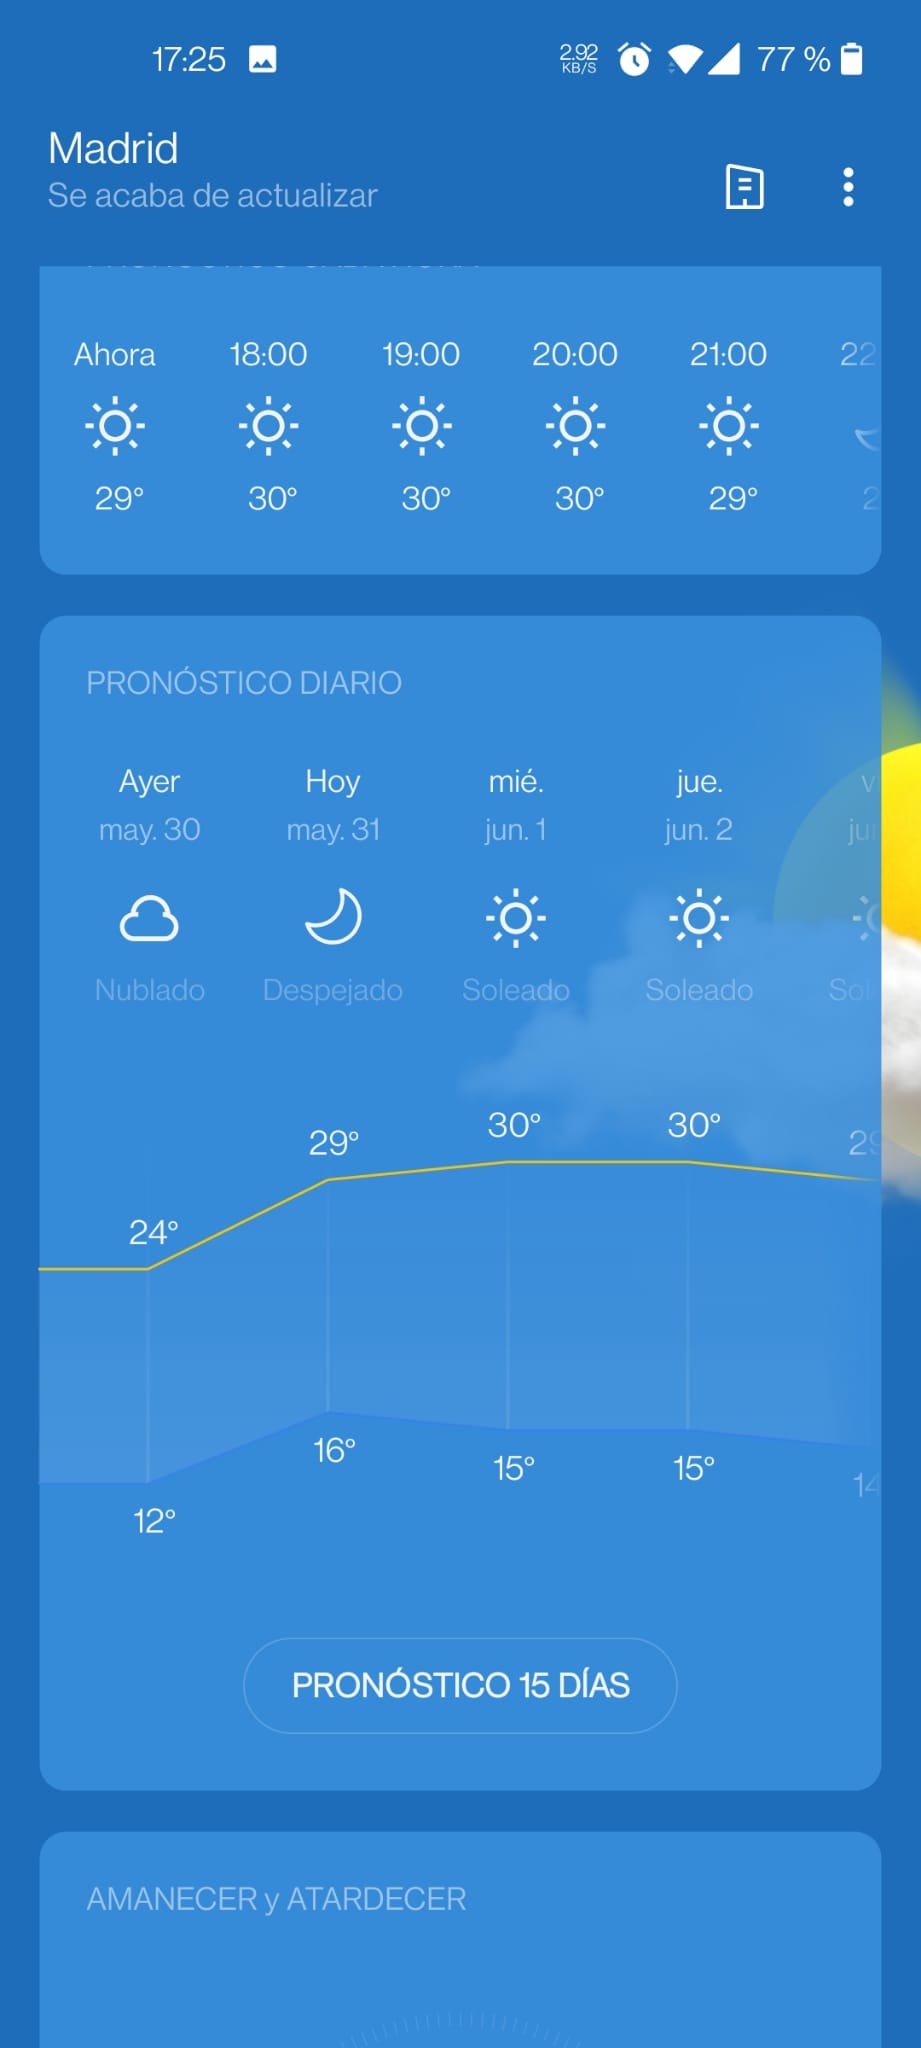 17:25 2.92 KB/S 77 %
Madrid
Se acaba de actualizar
Ahora 18:00 19:00 20:00 21:00 22
29° 30° 30° 30° 29° 2
PRONÓSTICO DIARIO
Ayer Hoy mié. jue. v
may. 30 may. 31 jun. 1 jun. 2 jun
Nublado Despejado Soleado Soleado Sol
24° 29° 30° 30° 29
12° 16° 15° 15° 14
PRONÓSTICO 15 DÍAS
AMANECER y ATARDECER